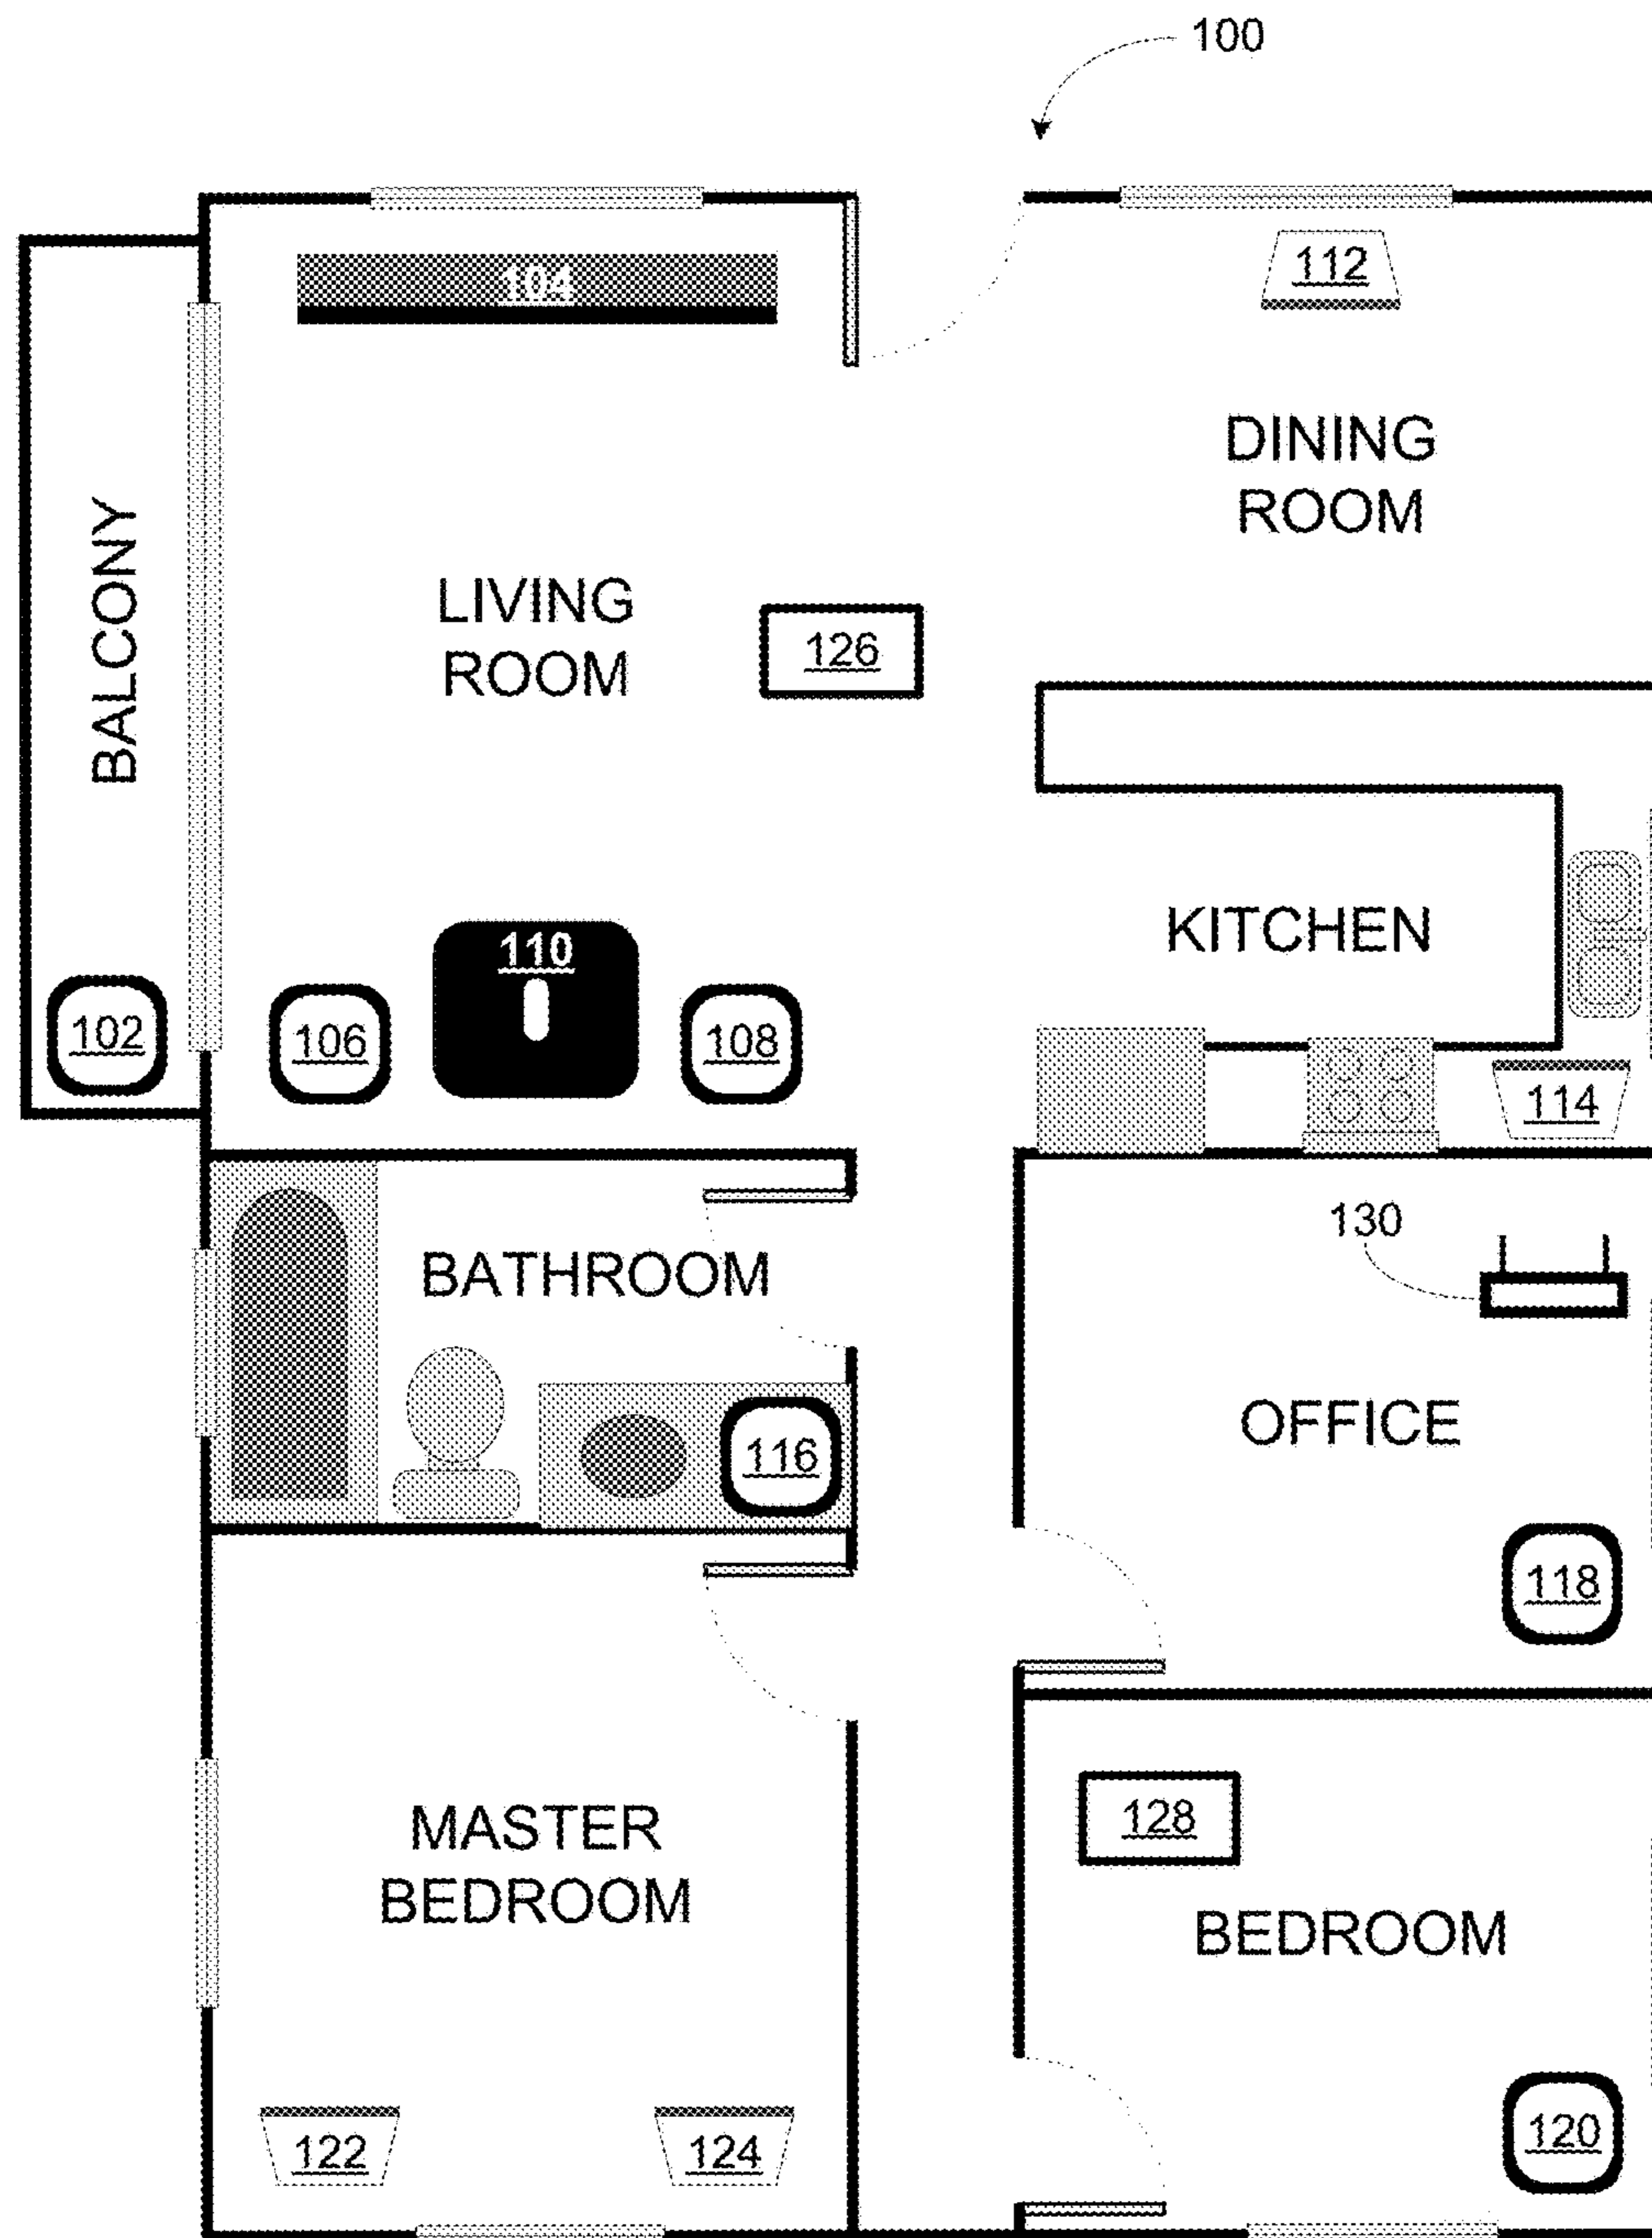 100
104
112
DINING
ROOM
BALCONY
LIVING
ROOM
126
KITCHEN
110
102
106
108
114
130
BATHROOM
OFFICE
116
118
128
MASTER
BEDROOM
BEDROOM
122
124
120